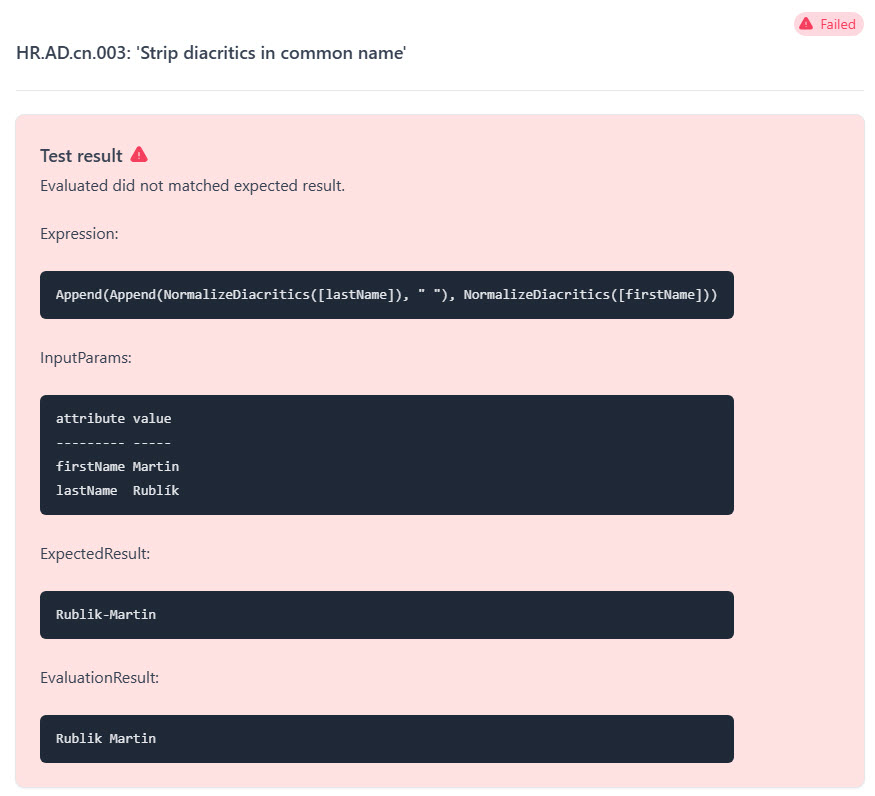 Failed
HR.AD.cn.003: 'Strip diacritics in common name'
Test result
Evaluated did not matched expected result.
Expression:
Append(Append(NormalizeDiacritics([lastName]), " "), NormalizeDiacritics([firstName]))
InputParams:
attribute value
--------- -----
firstName Martin
lastName  Rublík
ExpectedResult:
Rublik-Martin
EvaluationResult:
Rublik Martin